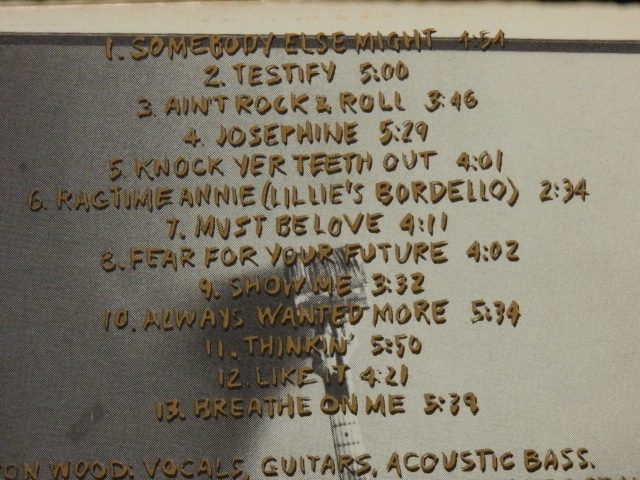 1. SOMEBODY ELSE MIGHT 4:54
2. TESTIFY 5:00
3. AIN'T ROCK & ROLL 3:46
4. JOSEPHINE 5:29
5. KNOCK YER TEETH OUT 4:01
6. RAGTIME ANNIE (LILLIE'S BORDELLO) 2:34
7. MUST BE LOVE 4:11
8. FEAR FOR YOUR FUTURE 4:02
9. SHOW ME 3:32
10. ALWAYS WANTED MORE 5:34
11. THINKIN' 5:50
12. LIKE IT 4:21
13. BREATHE ON ME 5:39
ON WOOD: VOCALS, GUITARS, ACOUSTIC BASS.